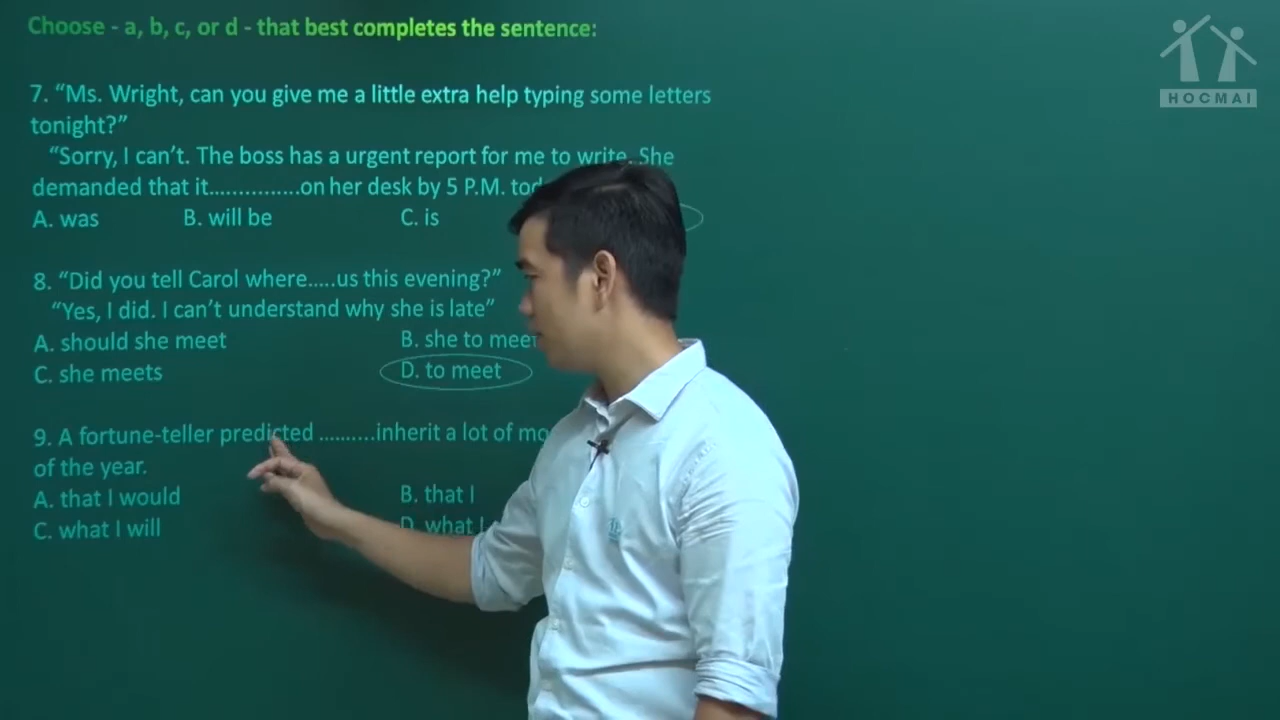 Choose - a, b, c, or d - that best completes the sentence:
HOCMAI
7. “Ms. Wright, can you give me a little extra help typing some letters
tonight?”
“Sorry, I can’t. The boss has a urgent report for me to write. She
demanded that it..............on her desk by 5 P.M.
A. was B. will be C. is
8. “Did you tell Carol where.....us this evening?”
“Yes, I did. I can’t understand why she is late”
A. should she meet B. she to meet
C. she meets D. to meet
9. A fortune-teller predicted ..........inherit a lot of
of the year.
A. that I would B. that I
C. what I will D. what I